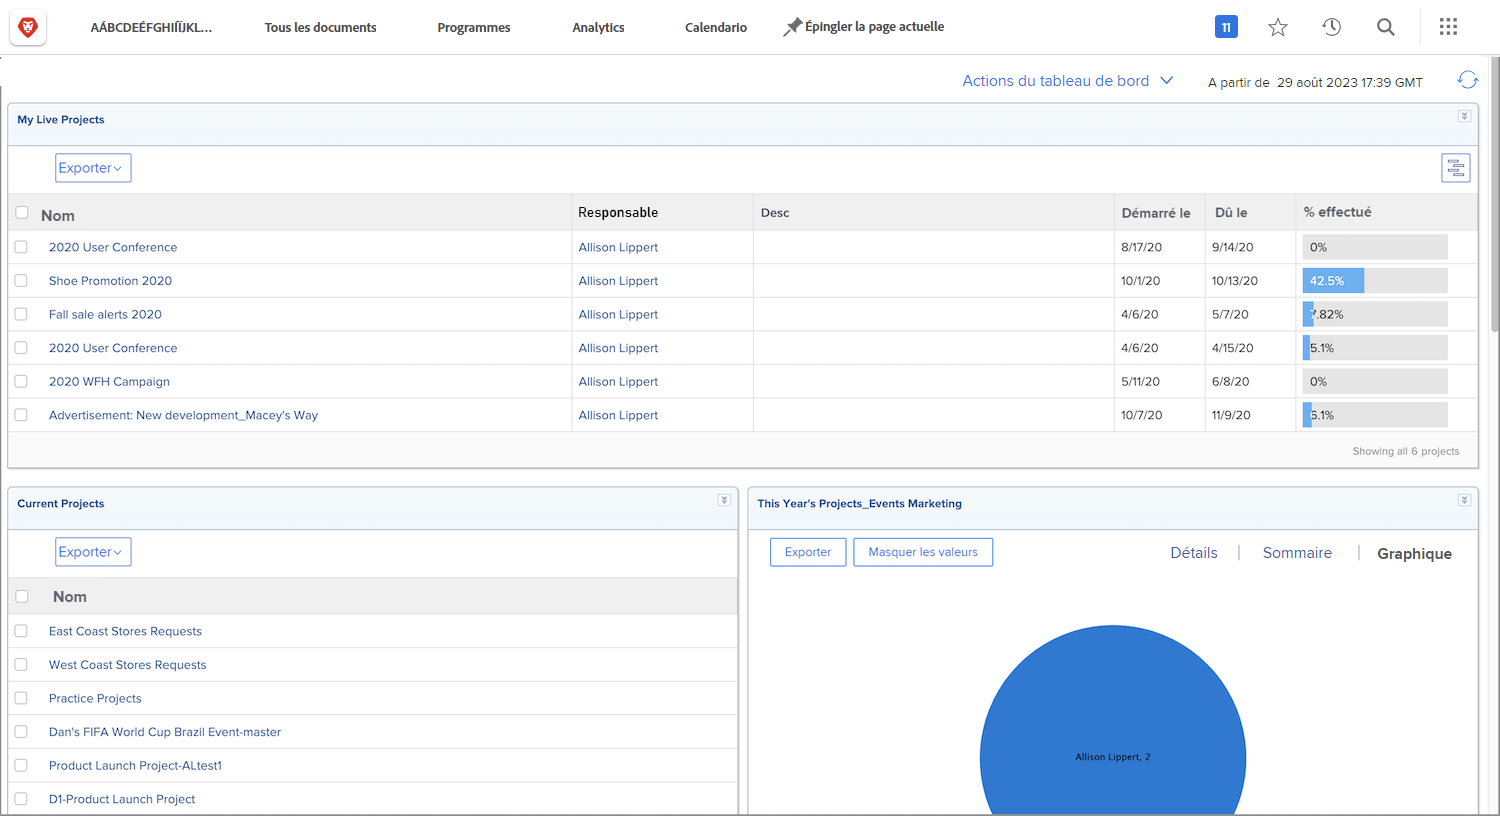 AÁBCDEÉFGHIÍÏJKL... Tous les documents Programmes Analytics Calendario Épingler la page actuelle 11
Actions du tableau de bord A partir de 29 août 2023 17:39 GMT
My Live Projects
Exporter
Nom Responsable Desc Démarré le Dû le % effectué
2020 User Conference Allison Lippert 8/17/20 9/14/20 0%
Shoe Promotion 2020 Allison Lippert 10/1/20 10/13/20 42.5%
Fall sale alerts 2020 Allison Lippert 4/6/20 5/7/20 7.82%
2020 User Conference Allison Lippert 4/6/20 4/15/20 5.1%
2020 WFH Campaign Allison Lippert 5/11/20 6/8/20 0%
Advertisement: New development_Macey's Way Allison Lippert 10/7/20 11/9/20 6.1%
Showing all 6 projects
Current Projects
Exporter
Nom
East Coast Stores Requests
West Coast Stores Requests
Practice Projects
Dan's FIFA World Cup Brazil Event-master
Product Launch Project-ALtest1
D1-Product Launch Project
This Year's Projects_Events Marketing
Exporter Masquer les valeurs Détails | Sommaire | Graphique
Allison Lippert, 2